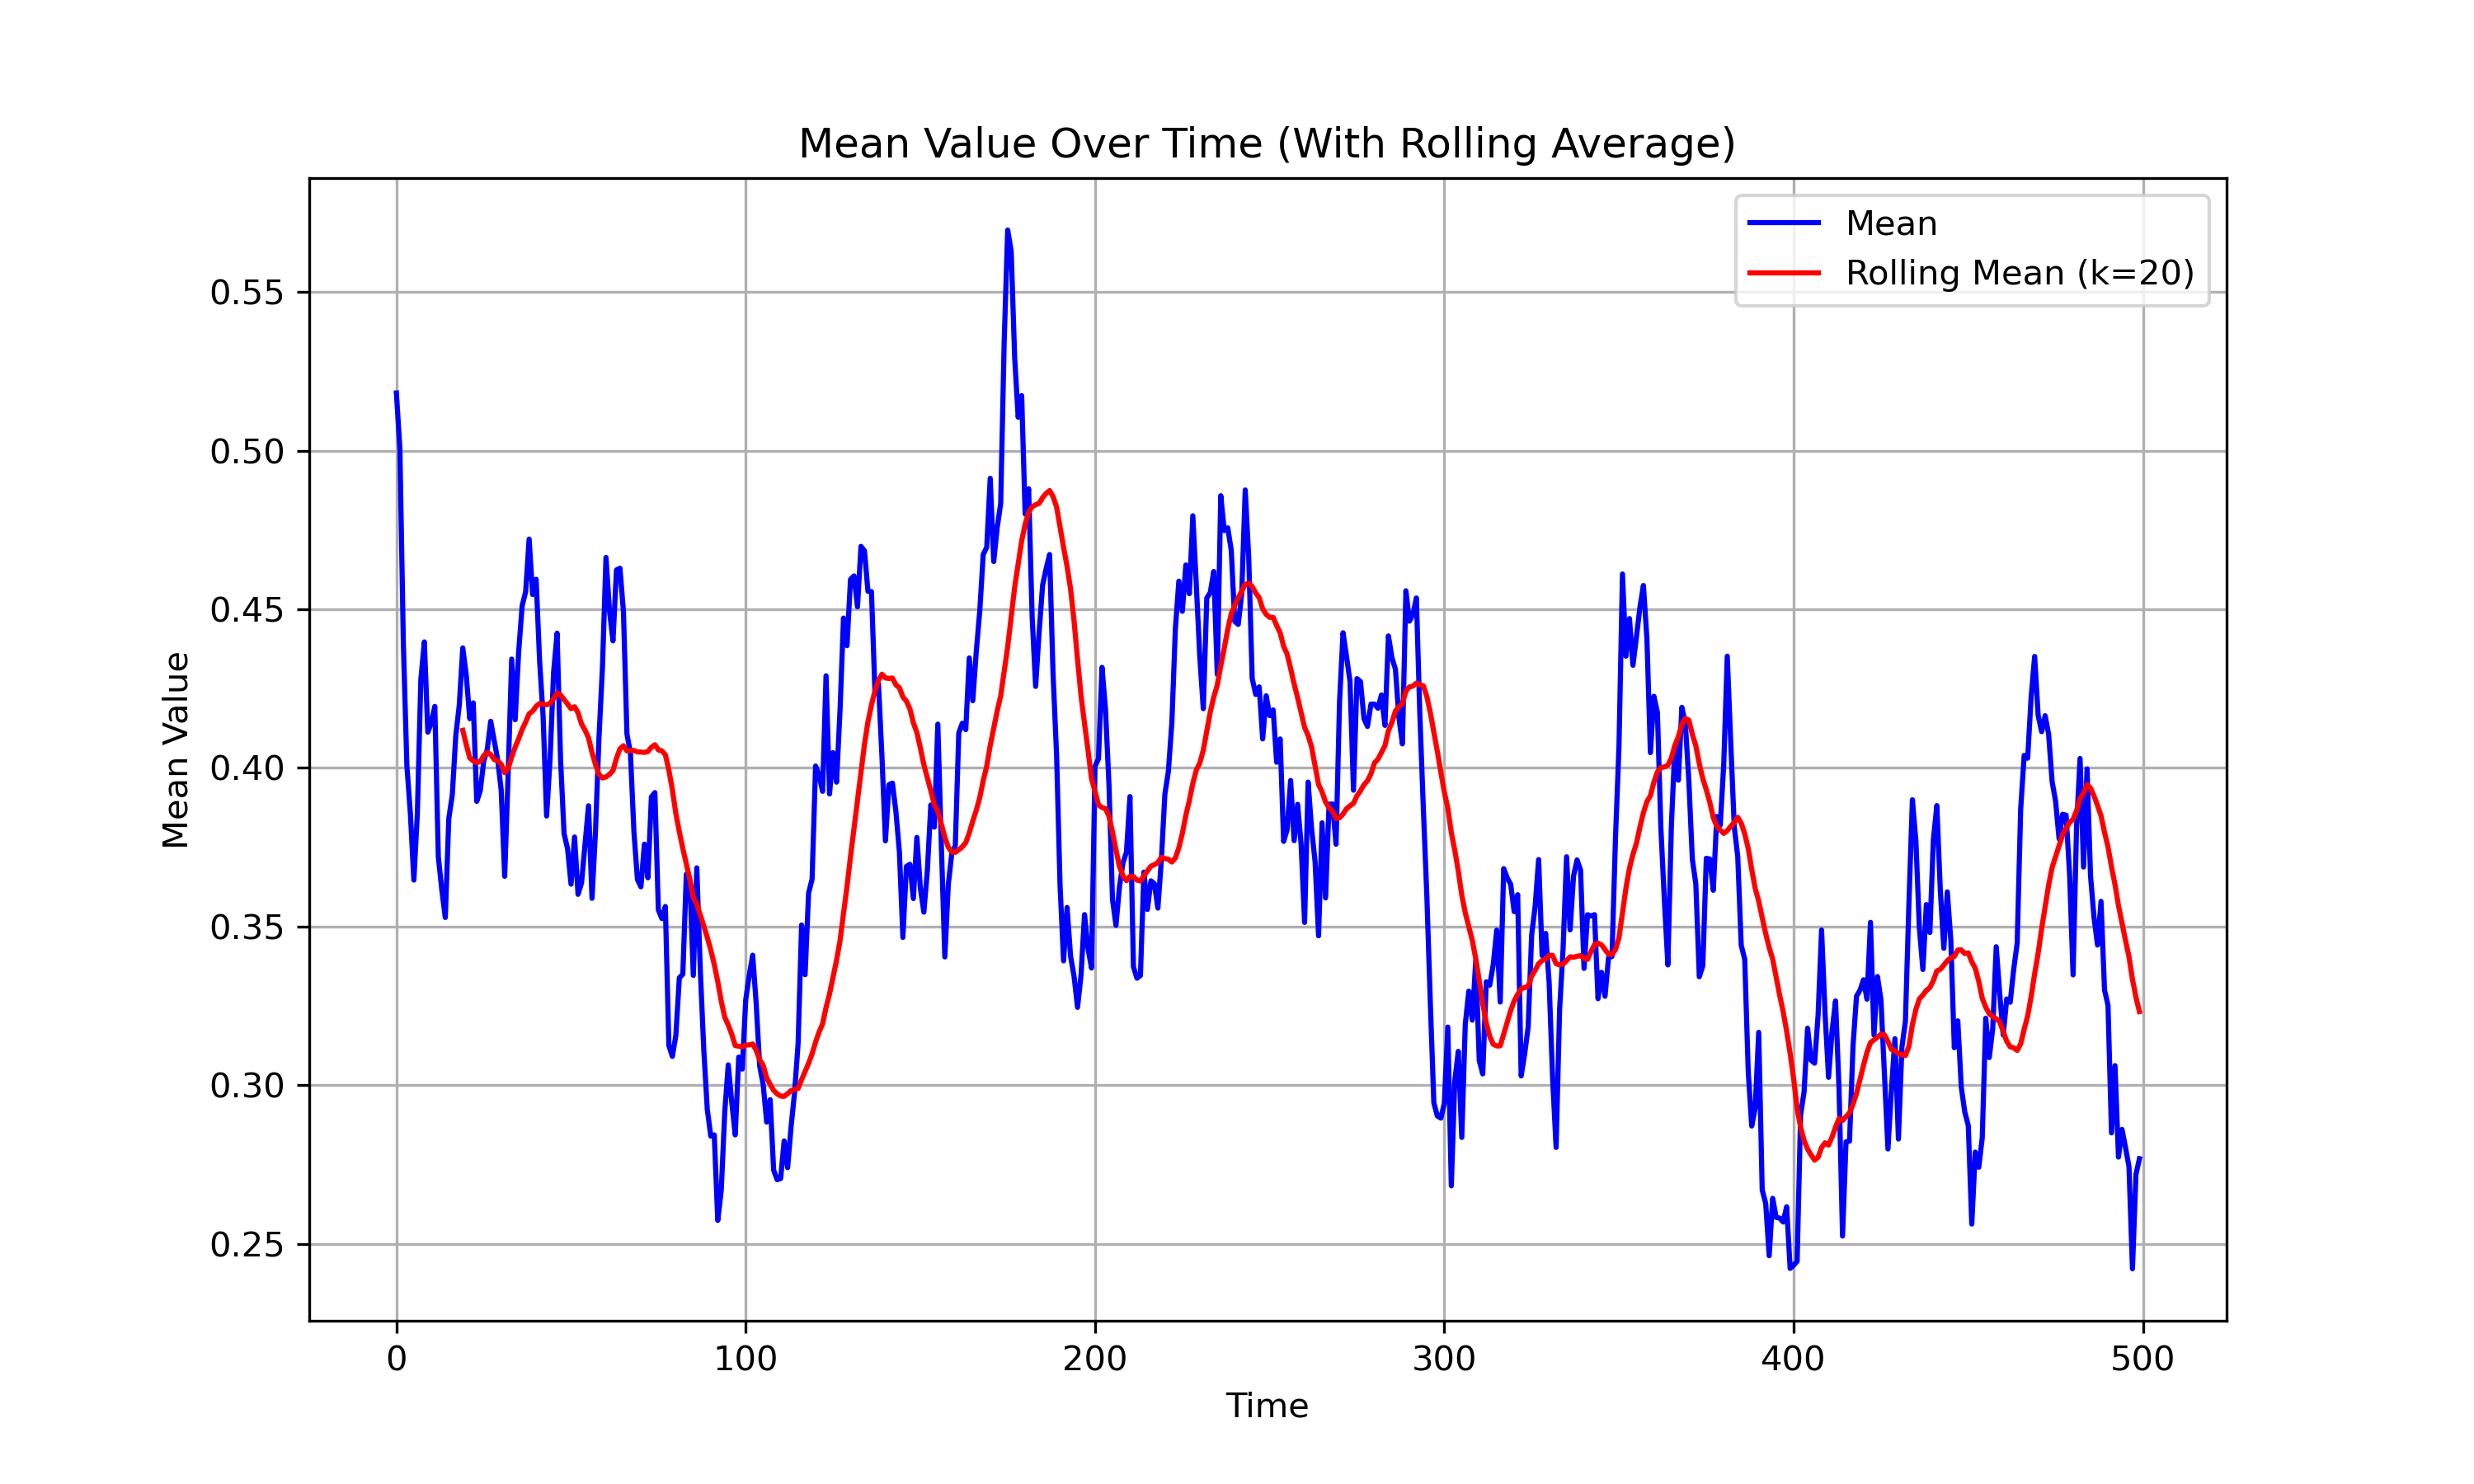 Mean Value Over Time (With Rolling Average)
Mean
Rolling Mean (k=20)
Mean Value
0.55
0.50
0.45
0.40
0.35
0.30
0.25
0 100 200 300 400 500
Time